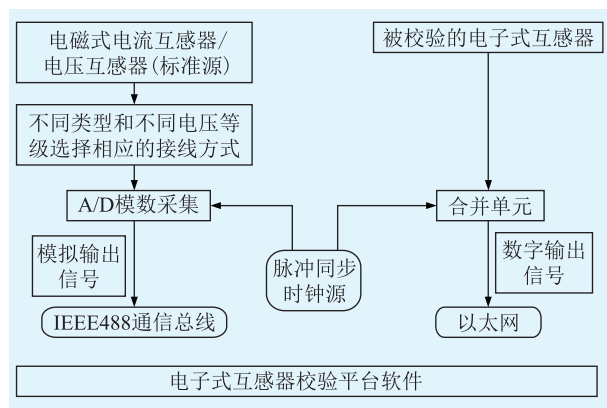 电磁式电流互感器/
电压互感器(标准源)
被校验的电子式互感器
不同类型和不同电压等
级选择相应的接线方式
A/D模数采集
合并单元
模拟输出
信号
脉冲同步
时钟源
数字输出
信号
IEEE488通信总线
以太网
电子式互感器校验平台软件